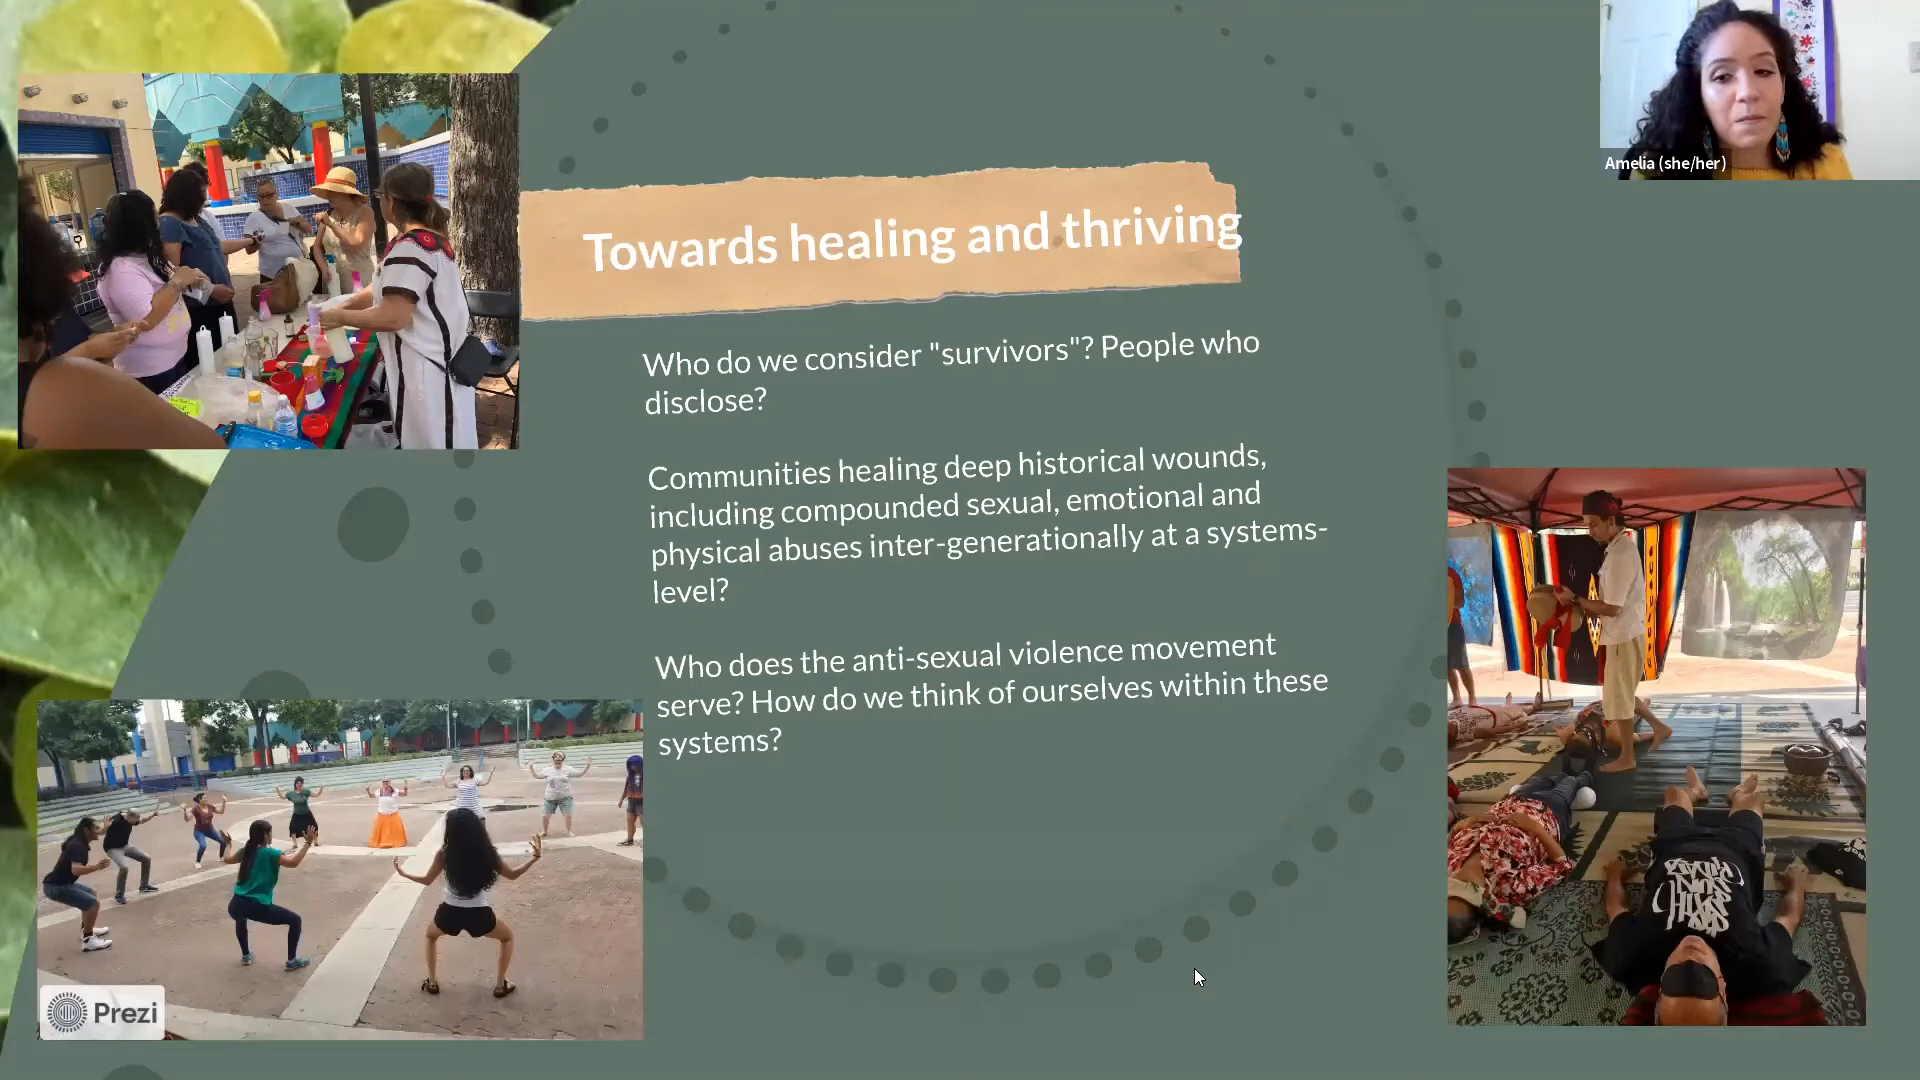 Amelia (she/her)
Towards healing and thriving
Who do we consider "survivors"? People who
disclose?
Communities healing deep historical wounds,
including compounded sexual, emotional and
physical abuses inter-generationally at a systems-
level?
Who does the anti-sexual violence movement
serve? How do we think of ourselves within these
systems?
Prezi